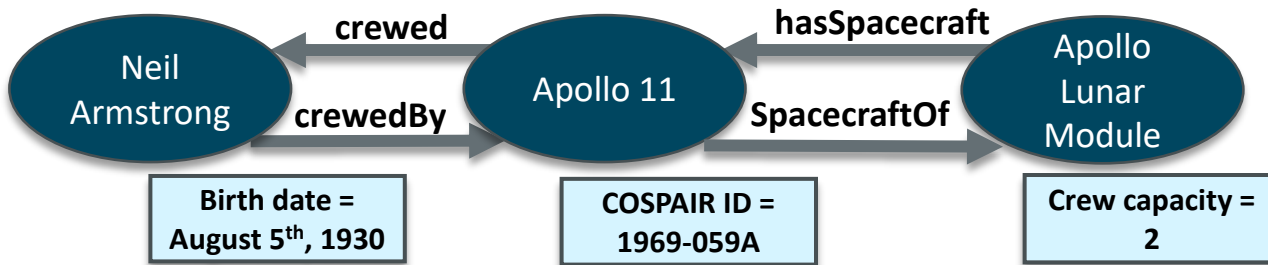 crewed
hasSpacecraft
Neil
Armstrong
Apollo 11
Apollo
Lunar
Module
crewedBy
SpacecraftOf
Birth date =
August 5th, 1930
COSPAIR ID =
1969-059A
Crew capacity =
2